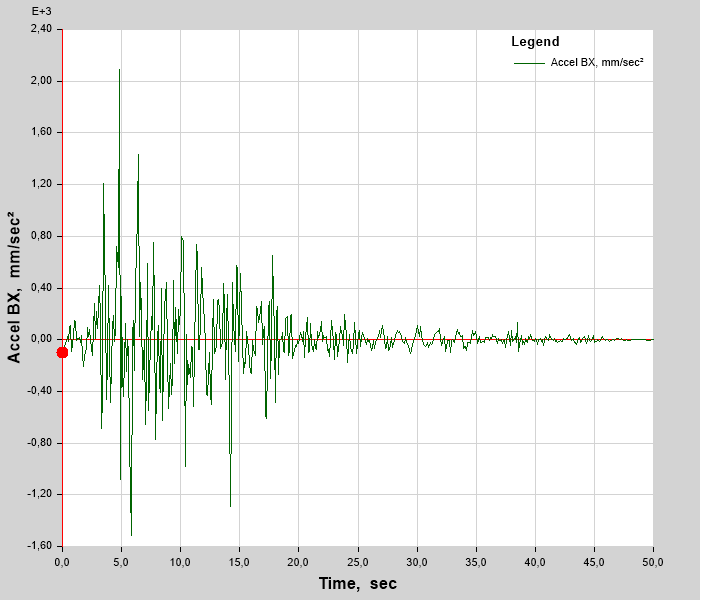 E+3
2,40
Legend
Accel BX, mm/sec²
2,00
1,60
1,20
0,80
0,40
0,00
-0,40
-0,80
-1,20
-1,60
Accel BX, mm/sec²
0,0 5,0 10,0 15,0 20,0 25,0 30,0 35,0 40,0 45,0 50,0
Time, sec